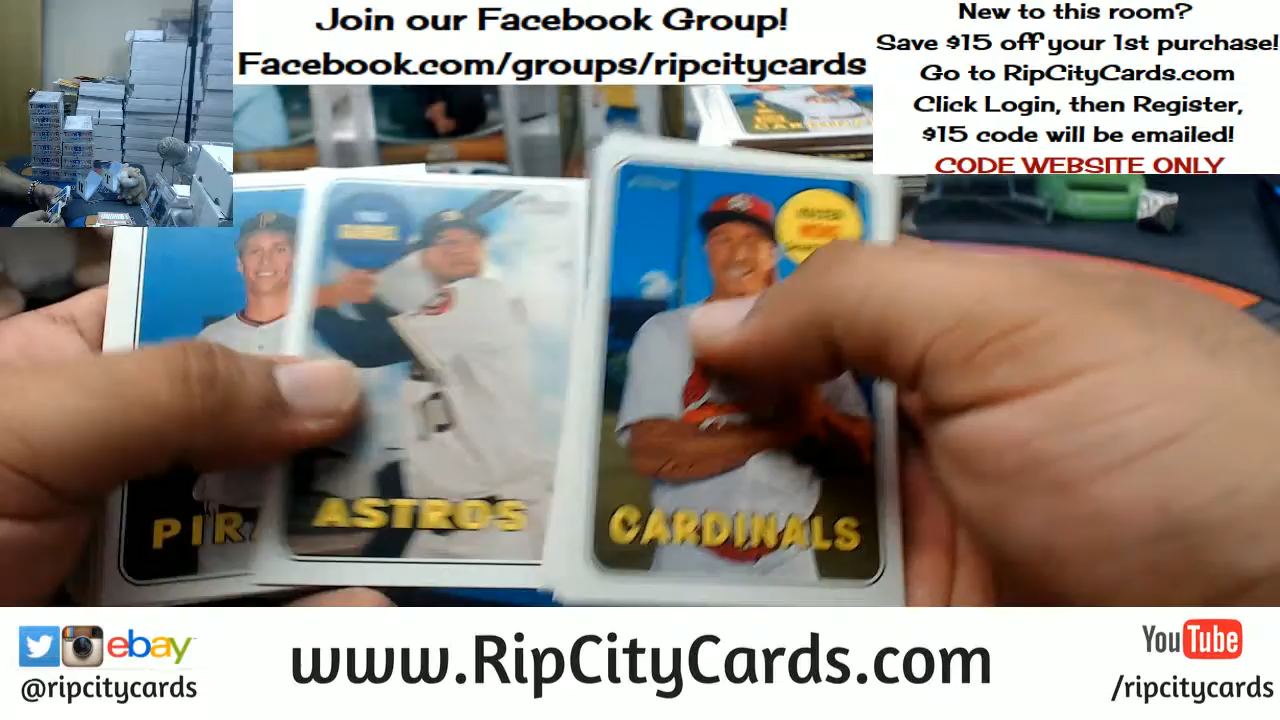 Join our Facebook Group!
Facebook.com/groups/ripcitycards
New to this room?
Save $15 off your 1st purchase!
Go to RipCityCards.com
Click Login, then Register,
$15 code will be emailed!
CODE WEBSITE ONLY
PIR
ASTROS
CARDINALS
ebay
@ripcitycards
www.RipCityCards.com
YouTube
/ripcitycards